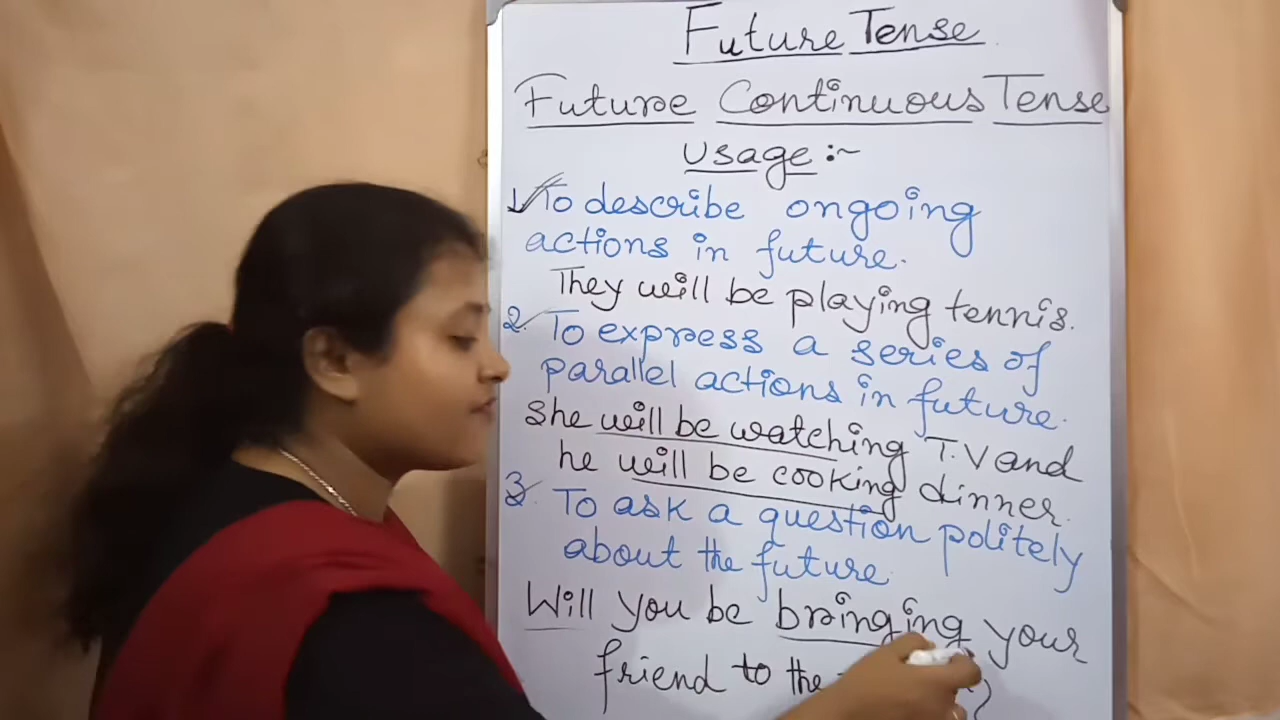 Future Tense
Future Continuous Tense
Usage :~
1. To describe ongoing
actions in future.
They will be playing tennis.
2. To express a series of
parallel actions in future.
She will be watching T.V and
he will be cooking dinner.
3. To ask a question politely
about the future.
Will you be bringing your
friend to the ?